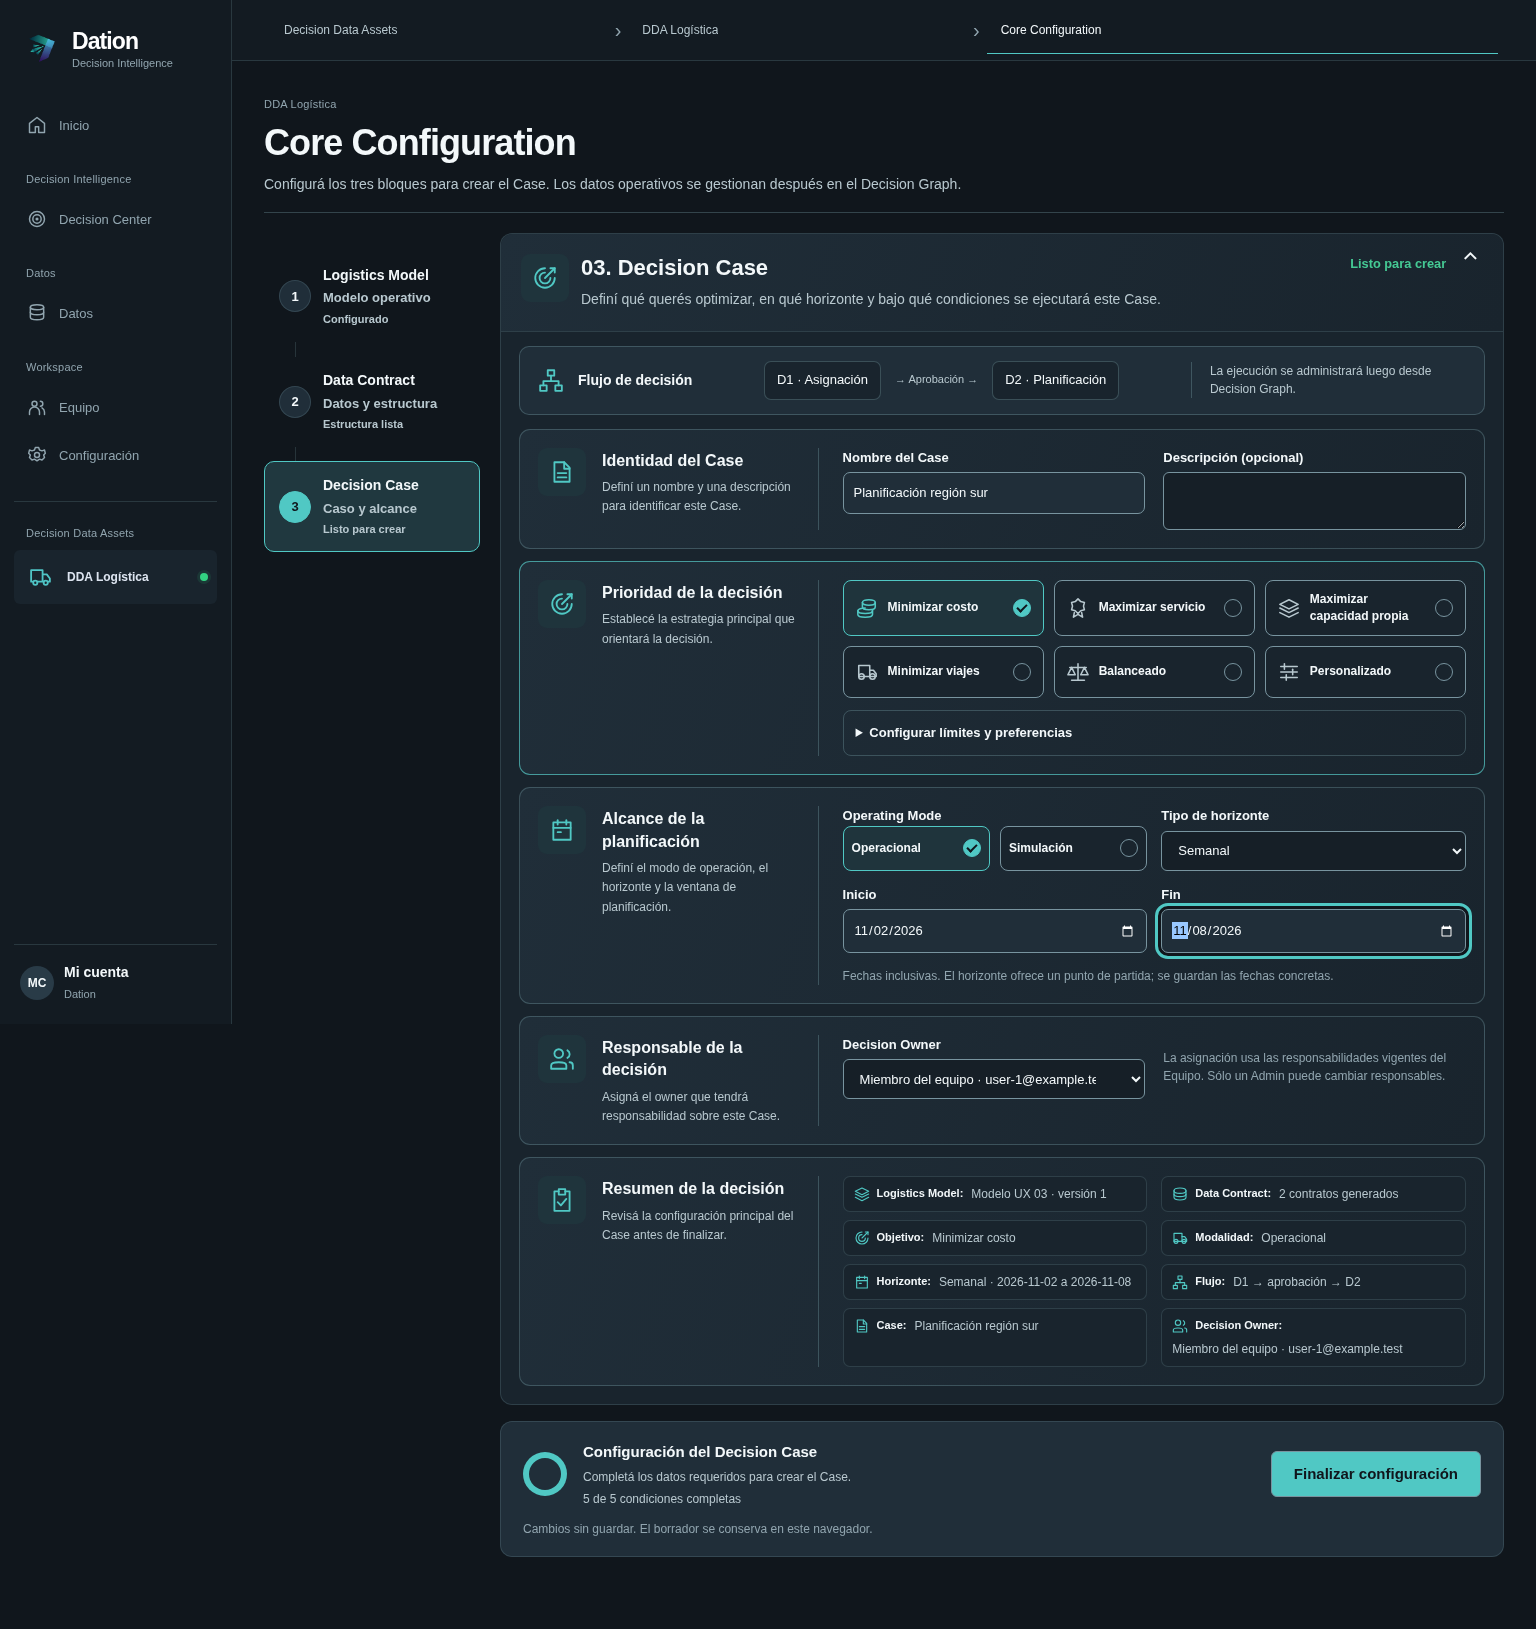 Dation
Decision Intelligence
Inicio
Decision Intelligence
Decision Center
Datos
Datos
Workspace
Equipo
Configuración
Decision Data Assets
DDA Logística
MC
Mi cuenta
Dation
Decision Data Assets
›
DDA Logística
›
Core Configuration
DDA Logística
Core Configuration
Configurá los tres bloques para crear el Case. Los datos operativos se gestionan después en el Decision Graph.
1
Logistics Model
Modelo operativo
Configurado
2
Data Contract
Datos y estructura
Estructura lista
3
Decision Case
Caso y alcance
Listo para crear
03. Decision Case
Definí qué querés optimizar, en qué horizonte y bajo qué condiciones se ejecutará este Case.
Listo para crear
Flujo de decisión
D1 · Asignación
→ Aprobación →
D2 · Planificación
La ejecución se administrará luego desde
Decision Graph.
Identidad del Case
Definí un nombre y una descripción
para identificar este Case.
Nombre del Case
Planificación región sur
Descripción (opcional)
Prioridad de la decisión
Establecé la estrategia principal que
orientará la decisión.
Minimizar costo
Maximizar servicio
Maximizar
capacidad propia
Minimizar viajes
Balanceado
Personalizado
Configurar límites y preferencias
Alcance de la
planificación
Definí el modo de operación, el
horizonte y la ventana de
planificación.
Operating Mode
Operacional
Simulación
Tipo de horizonte
Semanal
Inicio
11/02/2026
Fin
11/08/2026
Fechas inclusivas. El horizonte ofrece un punto de partida; se guardan las fechas concretas.
Responsable de la
decisión
Asigná el owner que tendrá
responsabilidad sobre este Case.
Decision Owner
Miembro del equipo · user-1@example.te
La asignación usa las responsabilidades vigentes del
Equipo. Sólo un Admin puede cambiar responsables.
Resumen de la decisión
Revisá la configuración principal del
Case antes de finalizar.
Logistics Model: Modelo UX 03 · versión 1
Data Contract: 2 contratos generados
Objetivo: Minimizar costo
Modalidad: Operacional
Horizonte: Semanal · 2026-11-02 a 2026-11-08
Flujo: D1 → aprobación → D2
Case: Planificación región sur
Decision Owner:
Miembro del equipo · user-1@example.test
Configuración del Decision Case
Completá los datos requeridos para crear el Case.
5 de 5 condiciones completas
Finalizar configuración
Cambios sin guardar. El borrador se conserva en este navegador.